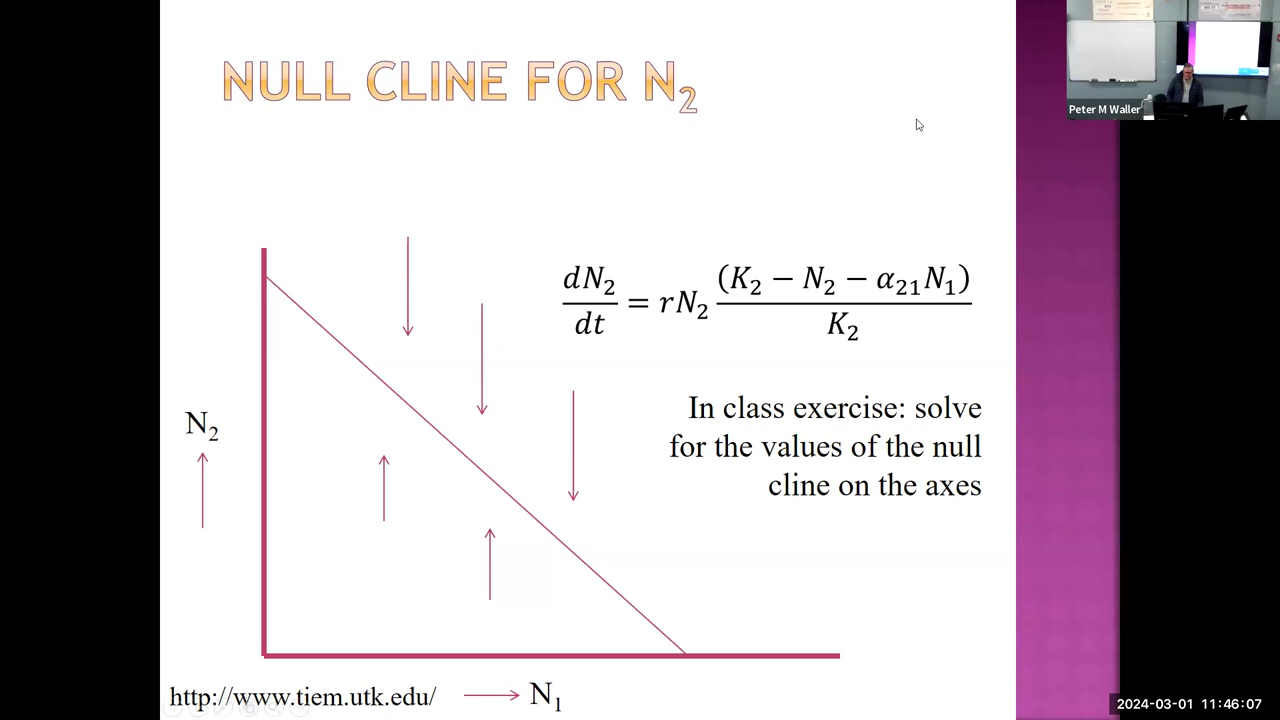 NULL CLINE FOR N₂
Peter M Waller
dN₂/dt = rN₂ (K₂ − N₂ − α₂₁N₁)/K₂
In class exercise: solve
for the values of the null
cline on the axes
N₂
http://www.tiem.utk.edu/
N₁
2024-03-01 11:46:07